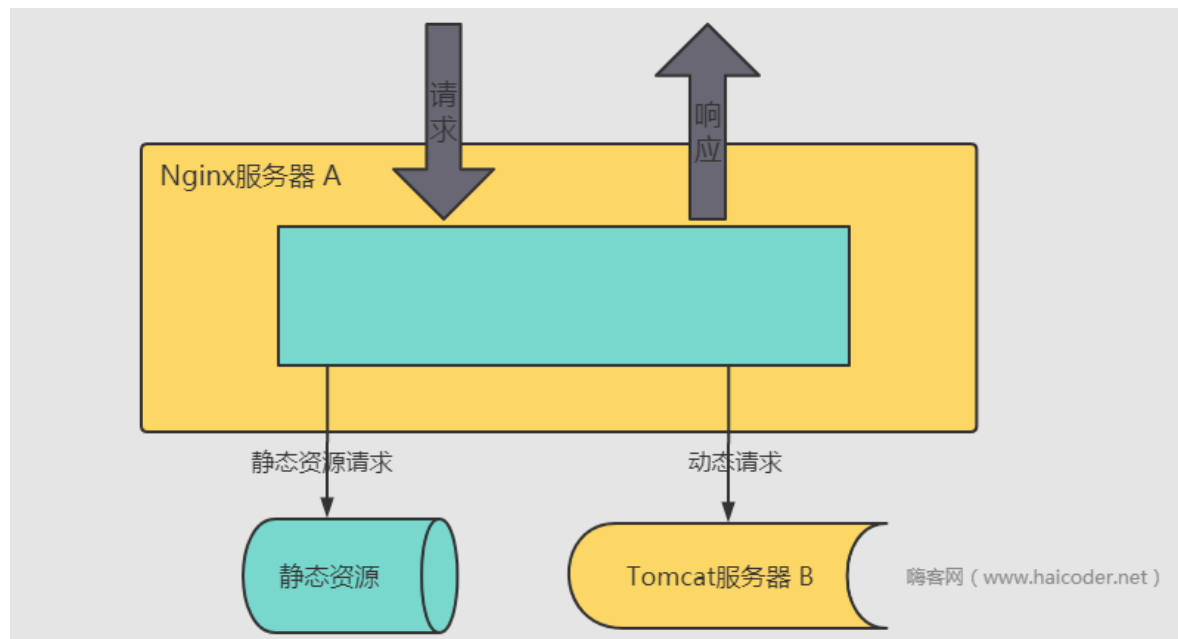 请求
响应
Nginx服务器 A
静态资源请求
动态请求
静态资源
Tomcat服务器 B
嗨客网（www.haicoder.net）